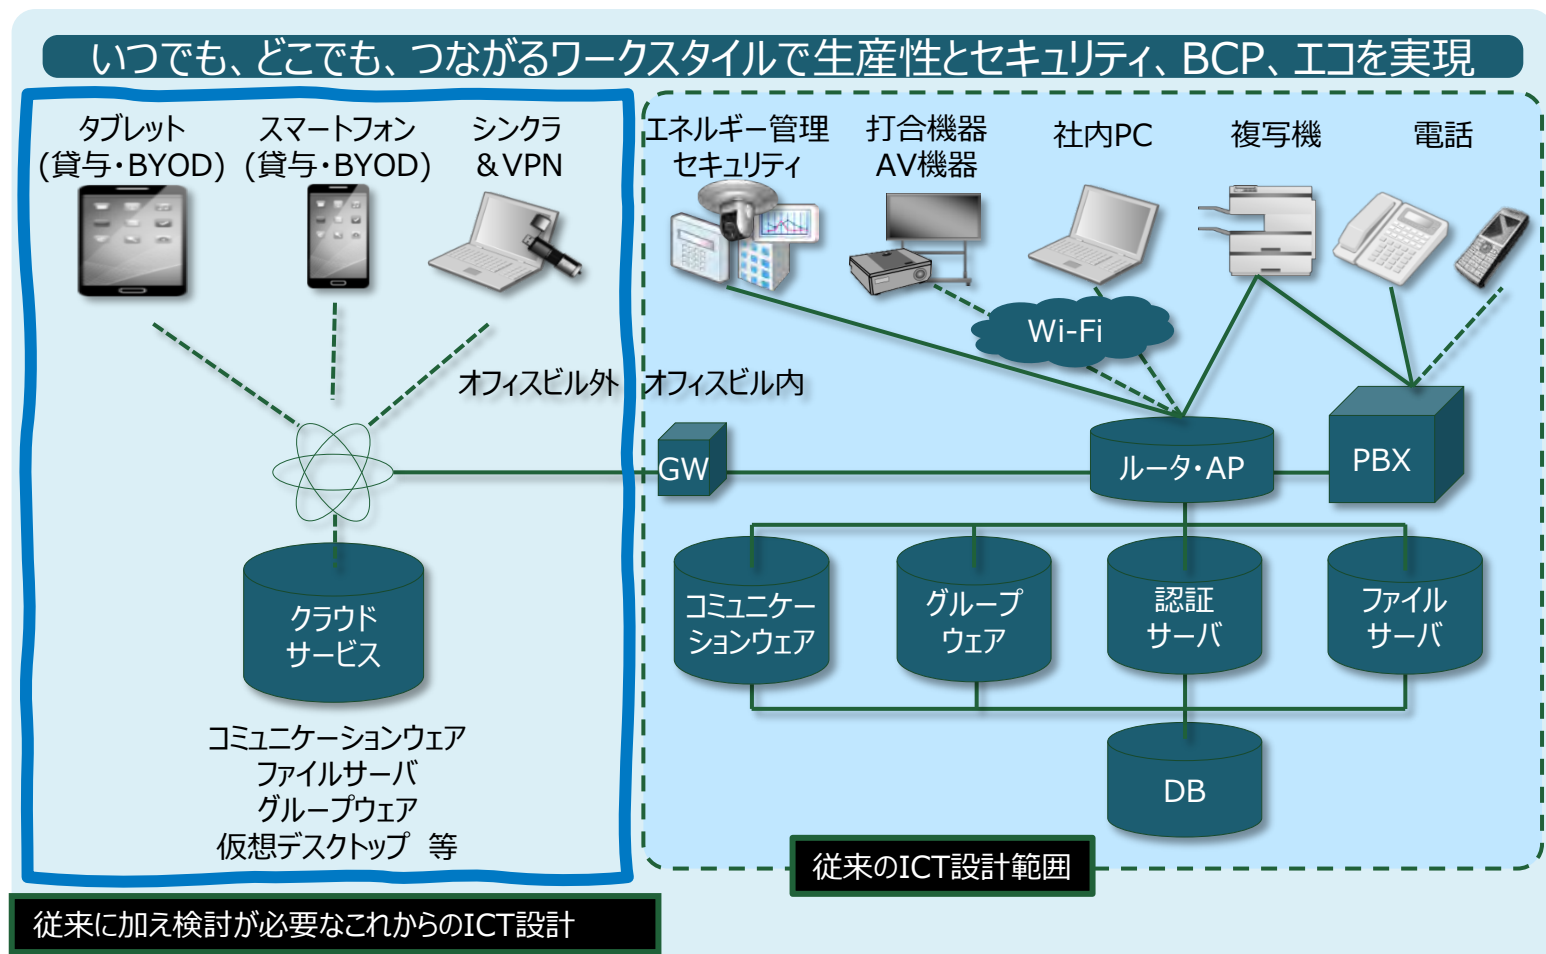 いつでも、どこでも、つながるワークスタイルで生産性とセキュリティ、BCP、エコを実現
タブレット
(貸与・BYOD)
スマートフォン
(貸与・BYOD)
シンクラ
&VPN
エネルギー管理
セキュリティ
打合機器
AV機器
社内PC
複写機
電話
Wi-Fi
オフィスビル外
オフィスビル内
GW
ルータ・AP
PBX
クラウド
サービス
コミュニケー
ションウェア
グループ
ウェア
認証
サーバ
ファイル
サーバ
コミュニケーションウェア
ファイルサーバ
グループウェア
仮想デスクトップ 等
DB
従来のICT設計範囲
従来に加え検討が必要なこれからのICT設計